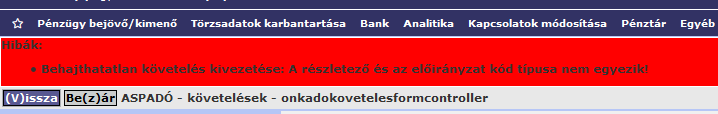 Pénzügy bejövő/kimenő Törzsadatok karbantartása Bank Analitika Kapcsolatok módosítása Pénztár Egyéb
Hibák:
• Behajthatatlan követelés kivezetése: A részletező és az előirányzat kód típusa nem egyezik!
(V)issza Be(z)ár ASPADÓ - követelések - onkadokovetelesformcontroller